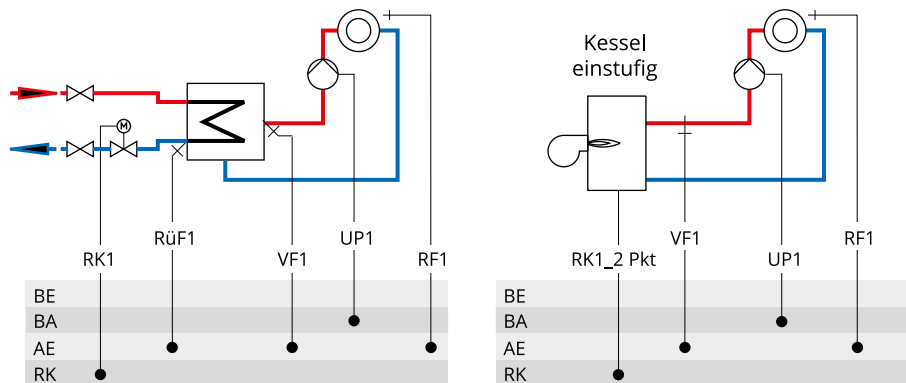 Kessel
einstufig
M
RüF1
RK1
VF1
UP1
RF1
BE
BA
AE
RK
VF1
RF1
RK1_2 Pkt
UP1
BE
BA
AE
RK